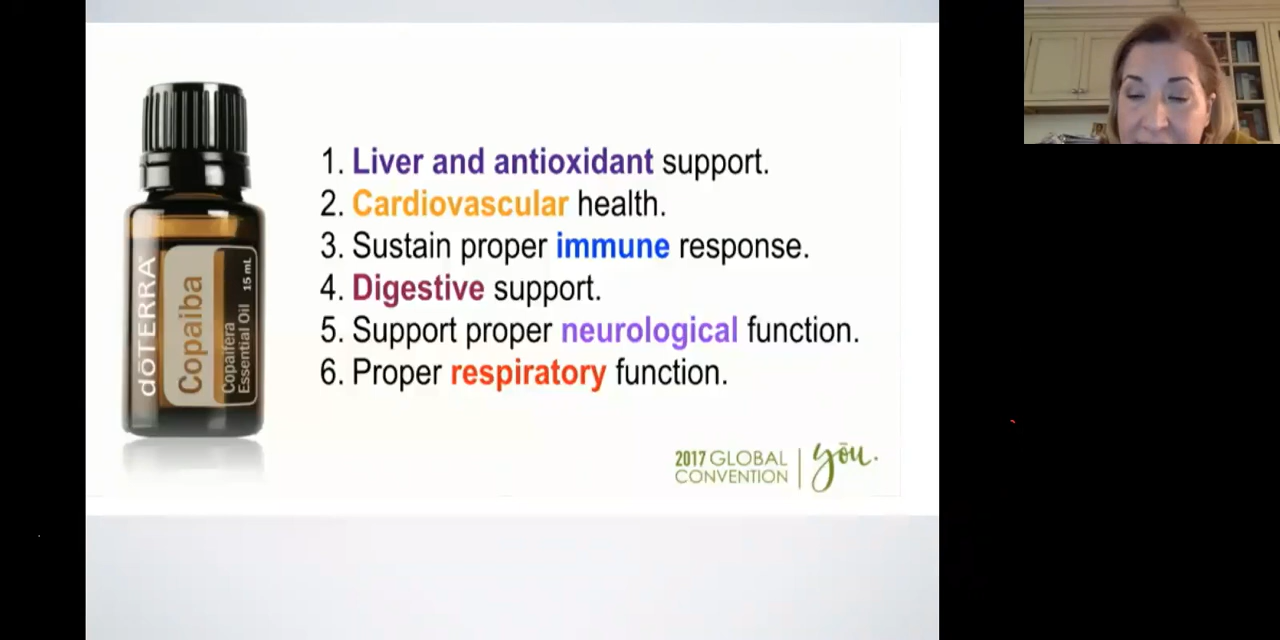 dōTERRA
Copaiba
Copaifera
Essential Oil 15 mL
1. Liver and antioxidant support.
2. Cardiovascular health.
3. Sustain proper immune response.
4. Digestive support.
5. Support proper neurological function.
6. Proper respiratory function.
2017 GLOBAL
CONVENTION
yōu.